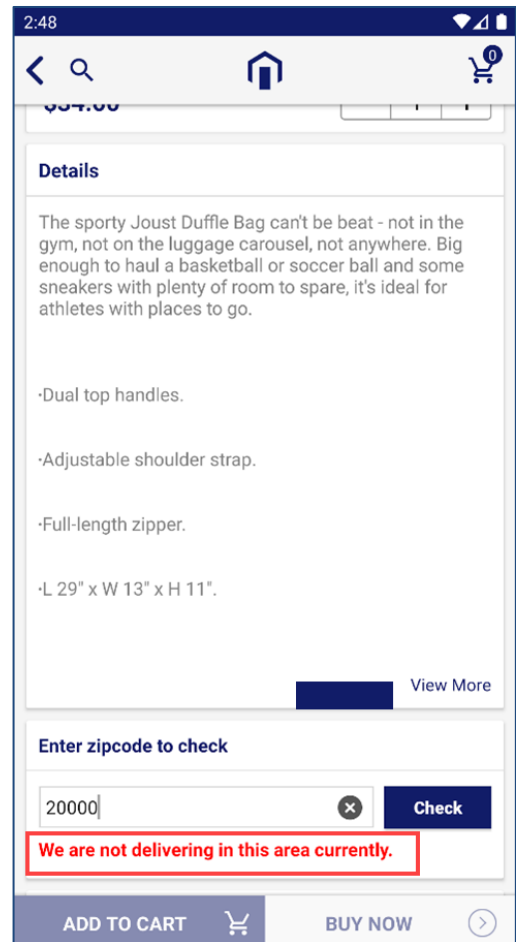 2:48
0
Details
The sporty Joust Duffle Bag can't be beat - not in the
gym, not on the luggage carousel, not anywhere. Big
enough to haul a basketball or soccer ball and some
sneakers with plenty of room to spare, it's ideal for
athletes with places to go.
·Dual top handles.
·Adjustable shoulder strap.
·Full-length zipper.
·L 29" x W 13" x H 11".
View More
Enter zipcode to check
20000
Check
We are not delivering in this area currently.
ADD TO CART
BUY NOW